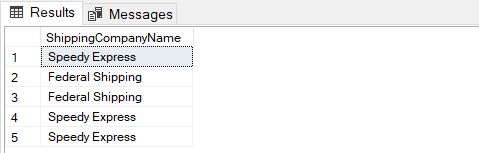 Results Messages
ShippingCompanyName
1 Speedy Express
2 Federal Shipping
3 Federal Shipping
4 Speedy Express
5 Speedy Express